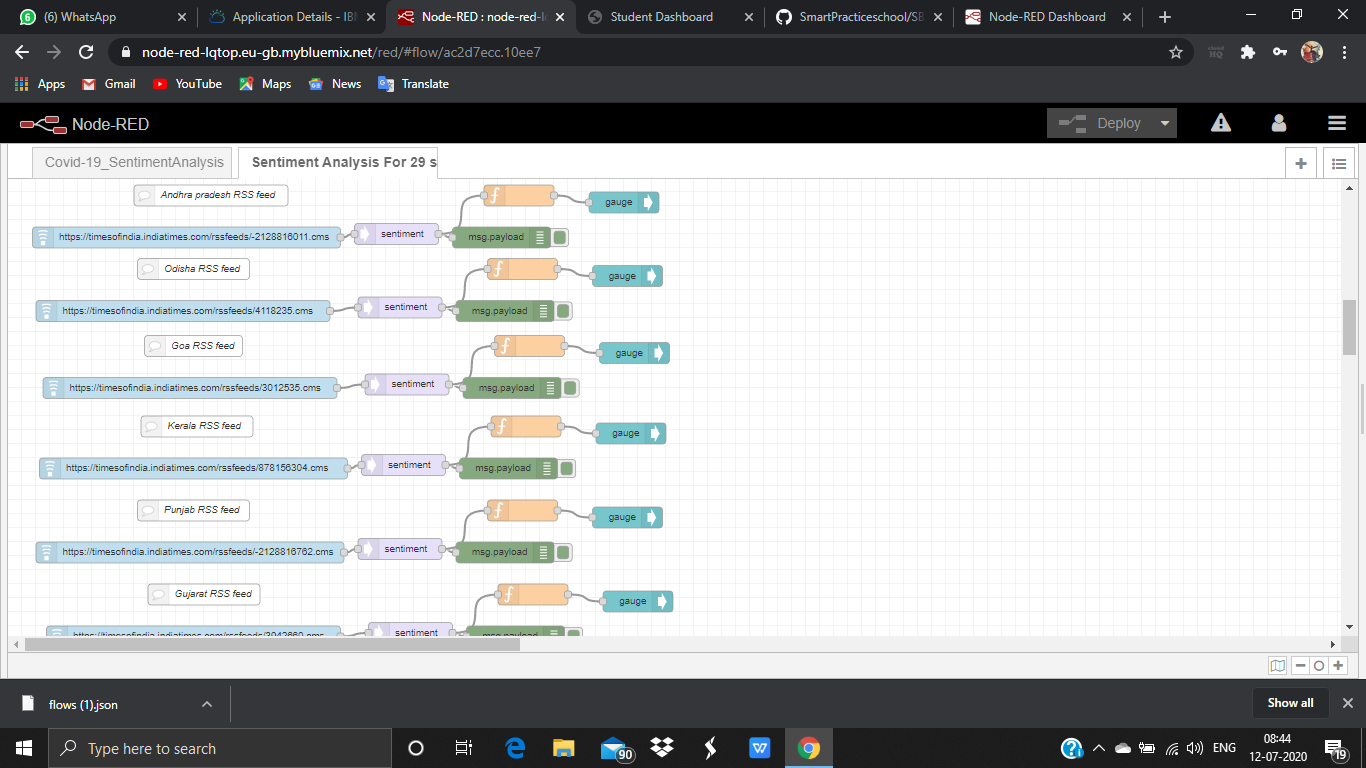 (6) WhatsApp
Application Details - IBM
Node-RED : node-red-l
Student Dashboard
SmartPracticeschool/SB
Node-RED Dashboard
node-red-lqtop.eu-gb.mybluemix.net/red/#flow/ac2d7ecc.10ee7
Apps Gmail YouTube Maps News Translate
Node-RED
Deploy
Covid-19_SentimentAnalysis
Sentiment Analysis For 29 s
Andhra pradesh RSS feed
gauge
https://timesofindia.indiatimes.com/rssfeeds/-2128816011.cms sentiment msg.payload
Odisha RSS feed
gauge
https://timesofindia.indiatimes.com/rssfeeds/4118235.cms sentiment msg.payload
Goa RSS feed
gauge
https://timesofindia.indiatimes.com/rssfeeds/3012535.cms sentiment msg.payload
Kerala RSS feed
gauge
https://timesofindia.indiatimes.com/rssfeeds/878156304.cms sentiment msg.payload
Punjab RSS feed
gauge
https://timesofindia.indiatimes.com/rssfeeds/-2128816762.cms sentiment msg.payload
Gujarat RSS feed
gauge
https://timesofindia.indiatimes.com/rssfeeds/3942660.cms sentiment msg.payload
flows (1).json
Show all
Type here to search
90
ENG
08:44
12-07-2020
19